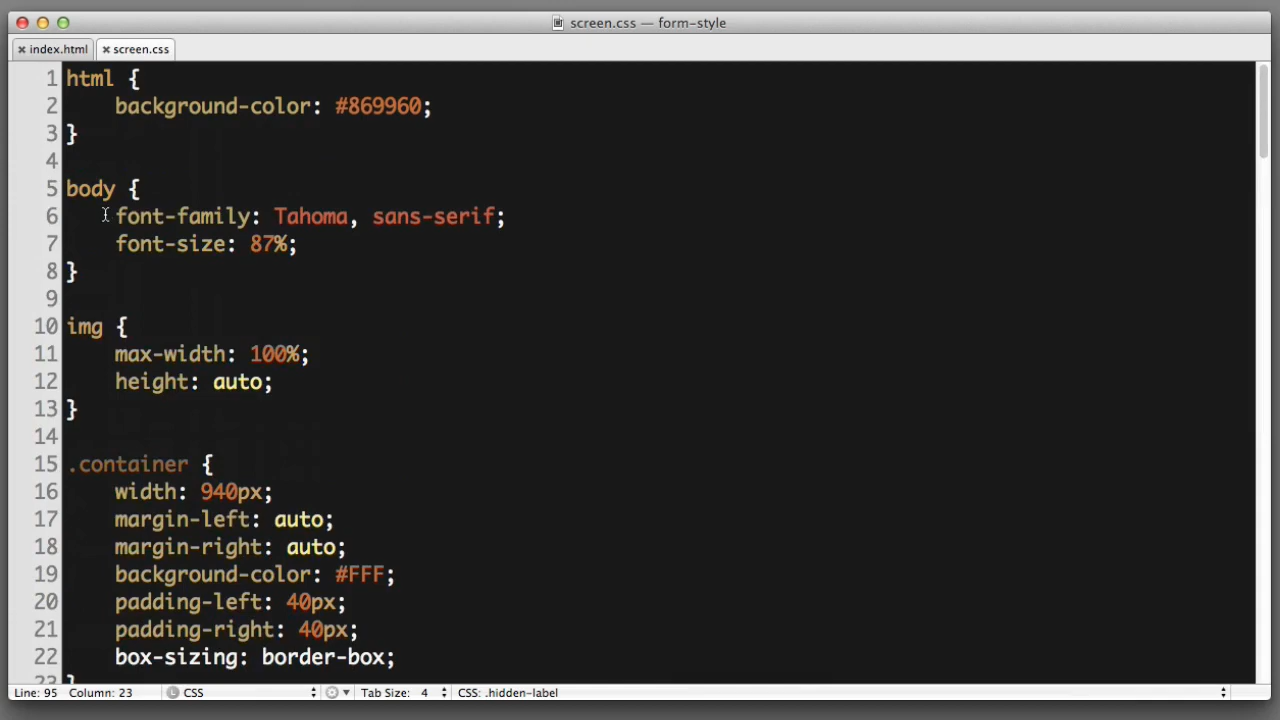 screen.css — form-style
index.html screen.css
1 html {
2 background-color: #869960;
3 }
4
5 body {
6 font-family: Tahoma, sans-serif;
7 font-size: 87%;
8 }
9
10 img {
11 max-width: 100%;
12 height: auto;
13 }
14
15 .container {
16 width: 940px;
17 margin-left: auto;
18 margin-right: auto;
19 background-color: #FFF;
20 padding-left: 40px;
21 padding-right: 40px;
22 box-sizing: border-box;
23 }
Line: 95 Column: 23 L CSS Tab Size: 4 CSS: .hidden-label